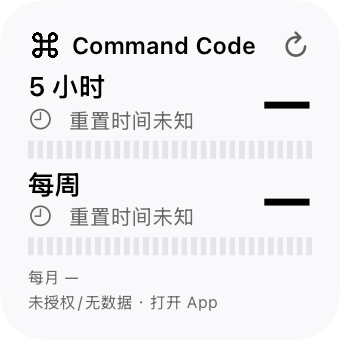 ⌘ Command Code
5 小时
—
重置时间未知
每周
—
重置时间未知
每月 —
未授权/无数据 · 打开 App